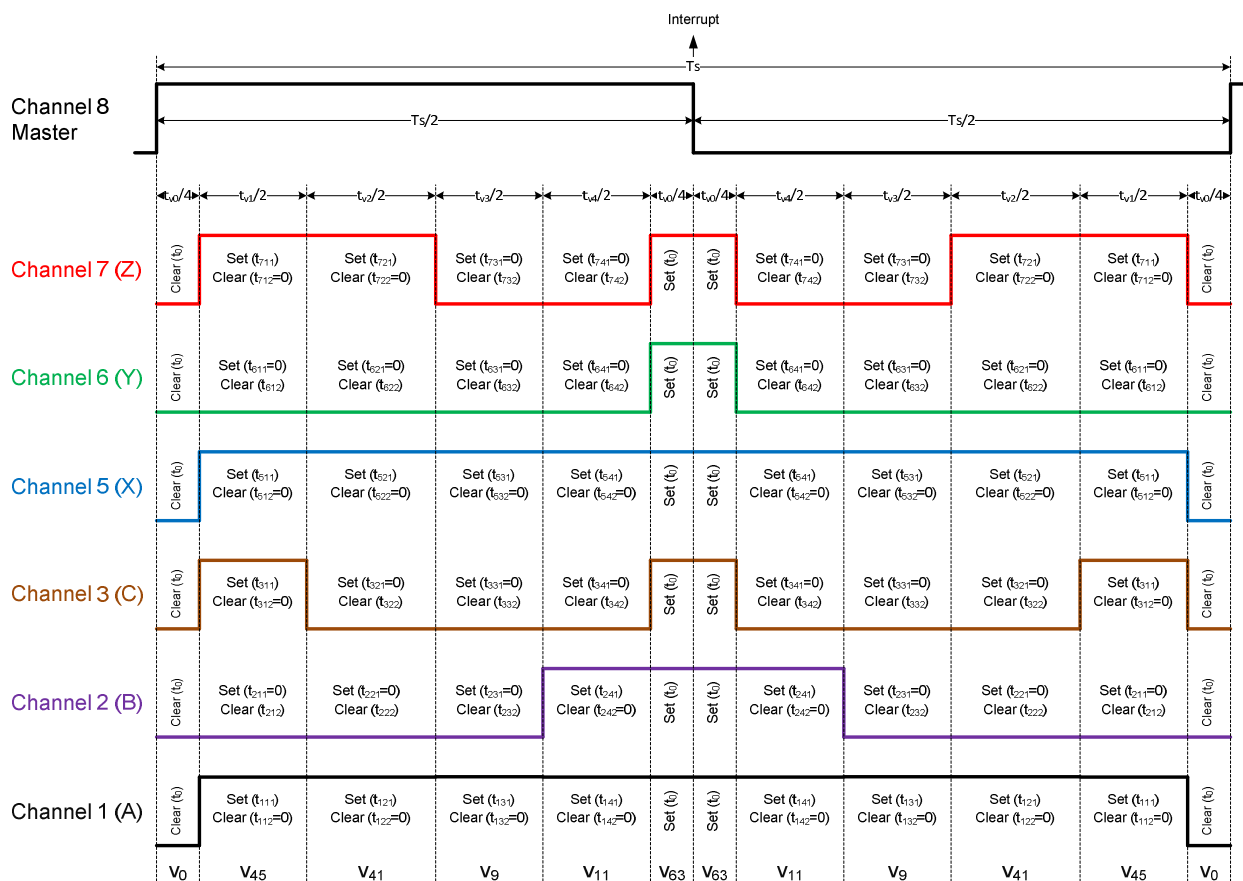 Interrupt
Ts
Channel 8
Master
Ts/2 Ts/2
tv0/4 tv1/2 tv2/2 tv3/2 tv4/2 tv0/4 tv0/4 tv4/2 tv3/2 tv2/2 tv1/2 tv0/4
Channel 7 (Z)
Clear (t0)
Set (t711) Set (t721) Set (t731=0) Set (t741=0)
Clear (t712=0) Clear (t722=0) Clear (t732) Clear (t742)
Set (t0)
Set (t0)
Set (t741=0) Set (t731=0) Set (t721) Set (t711)
Clear (t742) Clear (t732) Clear (t722=0) Clear (t712=0)
Clear (t0)
Channel 6 (Y)
Clear (t0)
Set (t611=0) Set (t621=0) Set (t631=0) Set (t641=0)
Clear (t612) Clear (t622) Clear (t632) Clear (t642)
Set (t0)
Set (t0)
Set (t641=0) Set (t631=0) Set (t621=0) Set (t611=0)
Clear (t642) Clear (t632) Clear (t622) Clear (t612)
Clear (t0)
Channel 5 (X)
Clear (t0)
Set (t511) Set (t521) Set (t531) Set (t541)
Clear (t512=0) Clear (t522=0) Clear (t532=0) Clear (t542=0)
Set (t0)
Set (t0)
Set (t541) Set (t531) Set (t521) Set (t511)
Clear (t542=0) Clear (t532=0) Clear (t522=0) Clear (t512=0)
Clear (t0)
Channel 3 (C)
Clear (t0)
Set (t311) Set (t321=0) Set (t331=0) Set (t341=0)
Clear (t312=0) Clear (t322) Clear (t332) Clear (t342)
Set (t0)
Set (t0)
Set (t341=0) Set (t331=0) Set (t321=0) Set (t311)
Clear (t342) Clear (t332) Clear (t322) Clear (t312=0)
Clear (t0)
Channel 2 (B)
Clear (t0)
Set (t211=0) Set (t221=0) Set (t231=0) Set (t241)
Clear (t212) Clear (t222) Clear (t232) Clear (t242=0)
Set (t0)
Set (t0)
Set (t241) Set (t231=0) Set (t221=0) Set (t211=0)
Clear (t242=0) Clear (t232) Clear (t222) Clear (t212)
Clear (t0)
Channel 1 (A)
Clear (t0)
Set (t111) Set (t121) Set (t131) Set (t141)
Clear (t112=0) Clear (t122=0) Clear (t132=0) Clear (t142=0)
Set (t0)
Set (t0)
Set (t141) Set (t131) Set (t121) Set (t111)
Clear (t142=0) Clear (t132=0) Clear (t122=0) Clear (t112=0)
Clear (t0)
V0 V45 V41 V9 V11 V63 V63 V11 V9 V41 V45 V0